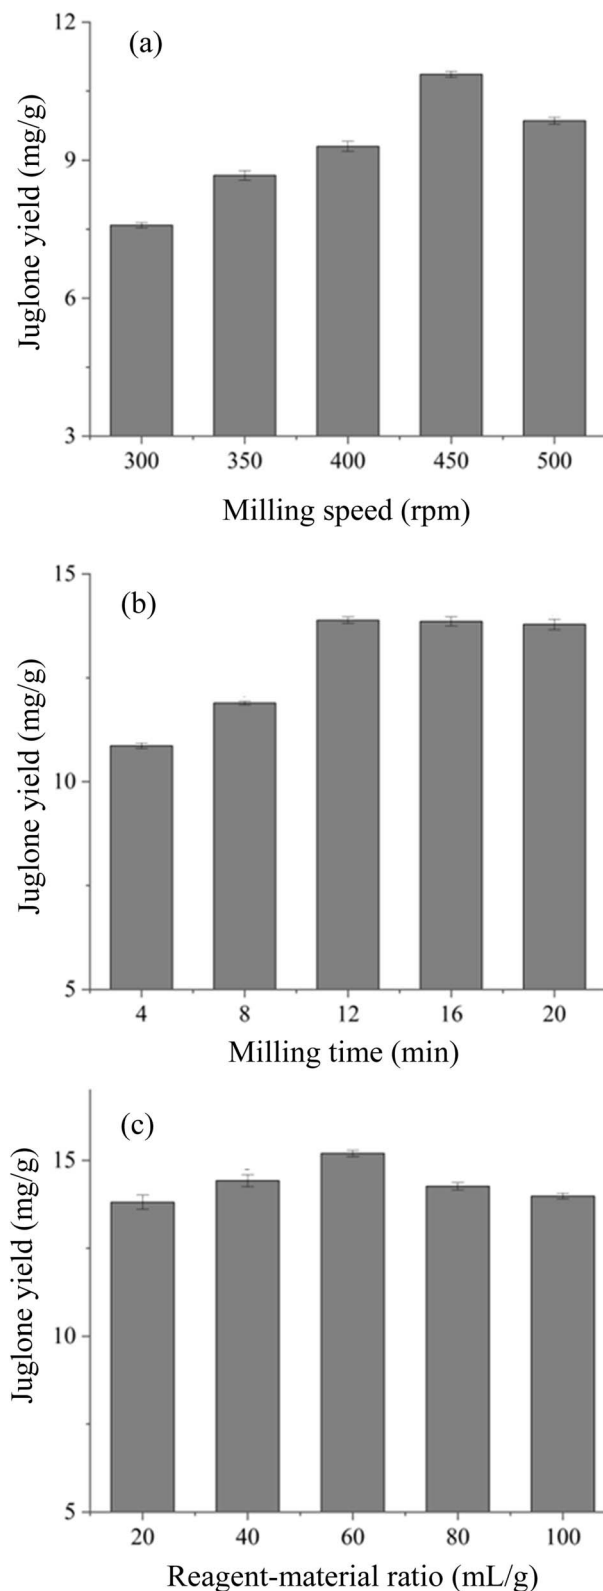 (a)
Juglone yield (mg/g)
12
9
6
3
300 350 400 450 500
Milling speed (rpm)
(b)
Juglone yield (mg/g)
15
10
5
4 8 12 16 20
Milling time (min)
(c)
Juglone yield (mg/g)
15
10
5
20 40 60 80 100
Reagent-material ratio (mL/g)